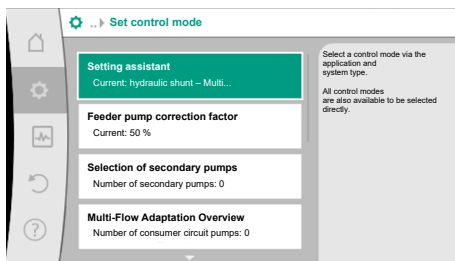 ..▸ Set control mode
Setting assistant
Current: hydraulic shunt – Multi...
Feeder pump correction factor
Current: 50 %
Selection of secondary pumps
Number of secondary pumps: 0
Multi-Flow Adaptation Overview
Number of consumer circuit pumps: 0
Select a control mode via the
application and
system type.
All control modes
are also available to be selected
directly.
?